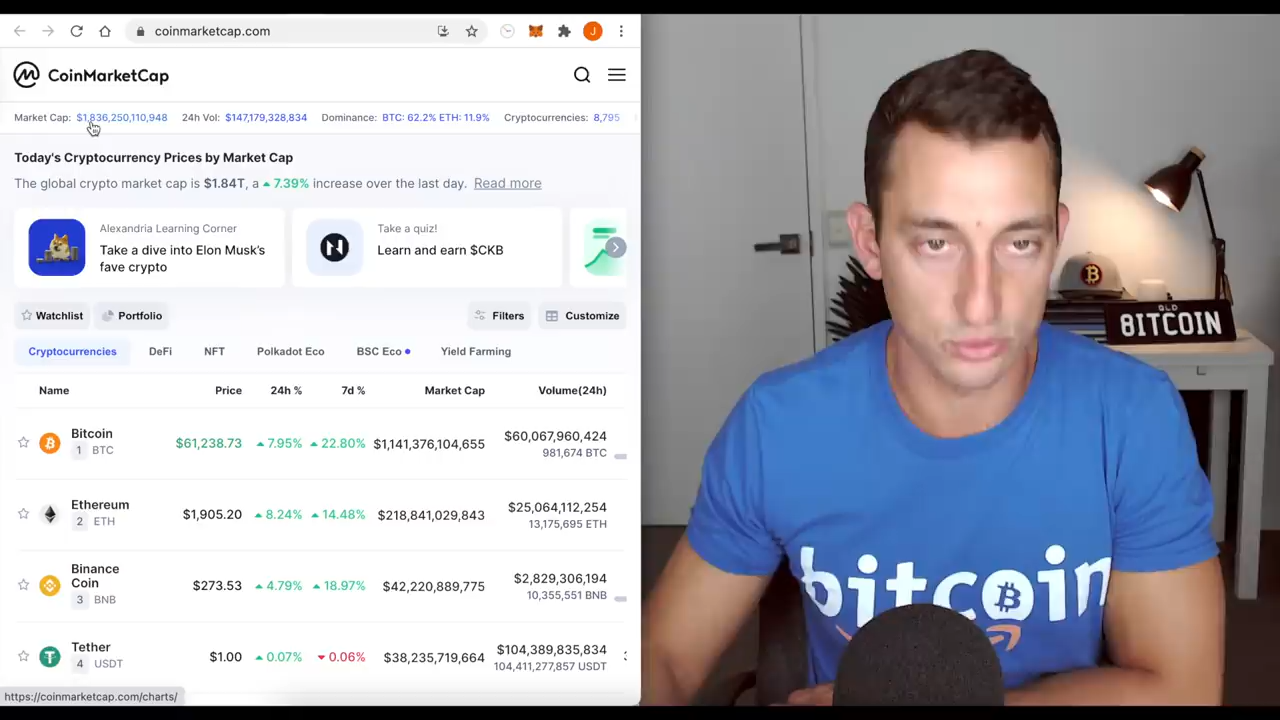 coinmarketcap.com
J
CoinMarketCap
Market Cap: $1,836,250,110,948 24h Vol: $147,179,328,834 Dominance: BTC: 62.2% ETH: 11.9% Cryptocurrencies: 8,795
Today's Cryptocurrency Prices by Market Cap
The global crypto market cap is $1.84T, a 7.39% increase over the last day. Read more
Alexandria Learning Corner
Take a dive into Elon Musk's
fave crypto
Take a quiz!
Learn and earn $CKB
Watchlist Portfolio Filters Customize
Cryptocurrencies DeFi NFT Polkadot Eco BSC Eco Yield Farming
Name Price 24h % 7d % Market Cap Volume(24h)
Bitcoin
1 BTC
$61,238.73 7.95% 22.80% $1,141,376,104,655 $60,067,960,424
981,674 BTC
Ethereum
2 ETH
$1,905.20 8.24% 14.48% $218,841,029,843 $25,064,112,254
13,175,695 ETH
Binance
Coin
3 BNB
$273.53 4.79% 18.97% $42,220,889,775 $2,829,306,194
10,355,551 BNB
Tether
4 USDT
$1.00 0.07% 0.06% $38,235,719,664 $104,389,835,834
104,411,277,857 USDT
https://coinmarketcap.com/charts/
QLD
8ITCOIN
bitcoin